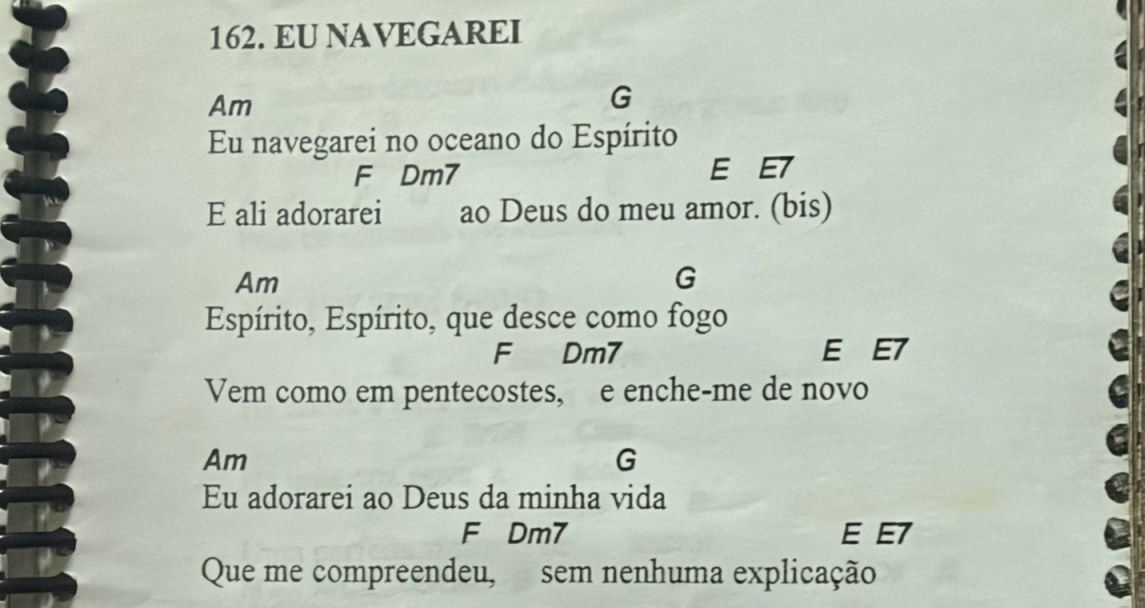 162. EU NAVEGAREI
Am G
Eu navegarei no oceano do Espírito
F Dm7 E E7
E ali adorarei ao Deus do meu amor. (bis)
Am G
Espírito, Espírito, que desce como fogo
F Dm7 E E7
Vem como em pentecostes, e enche-me de novo
Am G
Eu adorarei ao Deus da minha vida
F Dm7 E E7
Que me compreendeu, sem nenhuma explicação